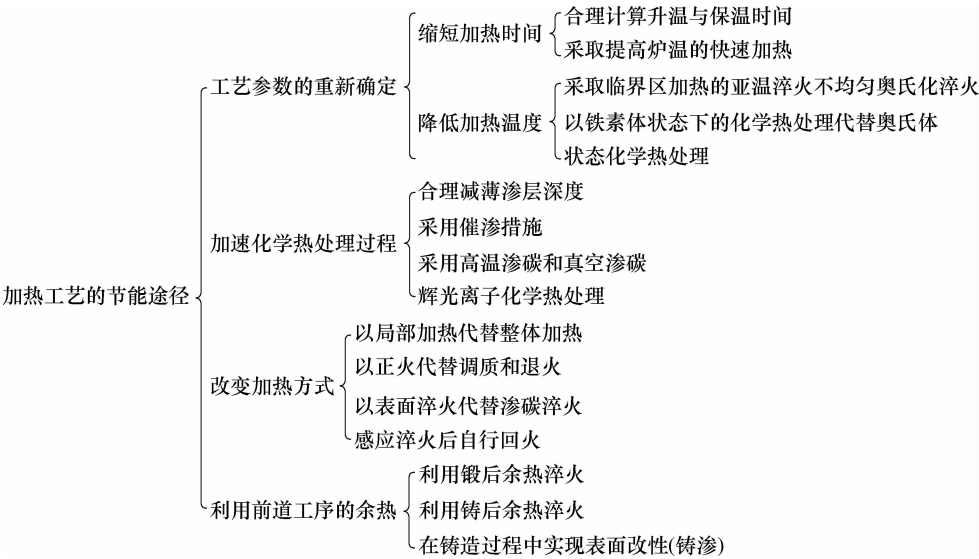 加热工艺的节能途径
工艺参数的重新确定
缩短加热时间
合理计算升温与保温时间
采取提高炉温的快速加热
降低加热温度
采取临界区加热的亚温淬火不均匀奥氏化淬火
以铁素体状态下的化学热处理代替奥氏体
状态化学热处理
加速化学热处理过程
合理减薄渗层深度
采用催渗措施
采用高温渗碳和真空渗碳
辉光离子化学热处理
改变加热方式
以局部加热代替整体加热
以正火代替调质和退火
以表面淬火代替渗碳淬火
感应淬火后自行回火
利用前道工序的余热
利用锻后余热淬火
利用铸后余热淬火
在铸造过程中实现表面改性(铸渗)